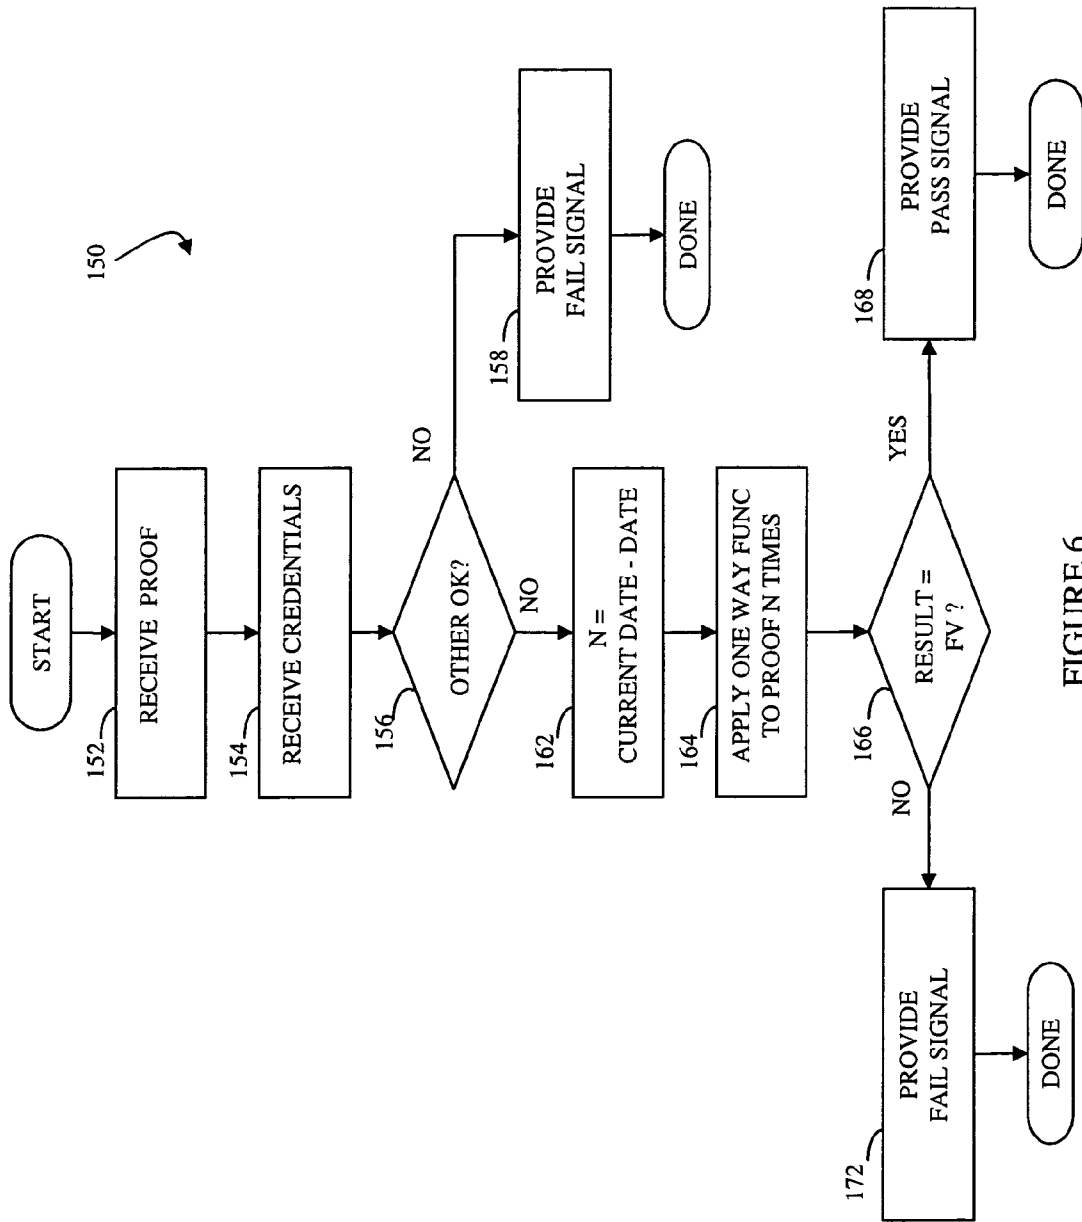 150
START
152
RECEIVE PROOF
154
RECEIVE CREDENTIALS
156
OTHER OK?
NO
158
PROVIDE
FAIL SIGNAL
DONE
NO
162
N =
CURRENT DATE - DATE
164
APPLY ONE WAY FUNC
TO PROOF N TIMES
166
RESULT =
FV ?
NO
YES
172
PROVIDE
FAIL SIGNAL
DONE
168
PROVIDE
PASS SIGNAL
DONE
FIGURE 6